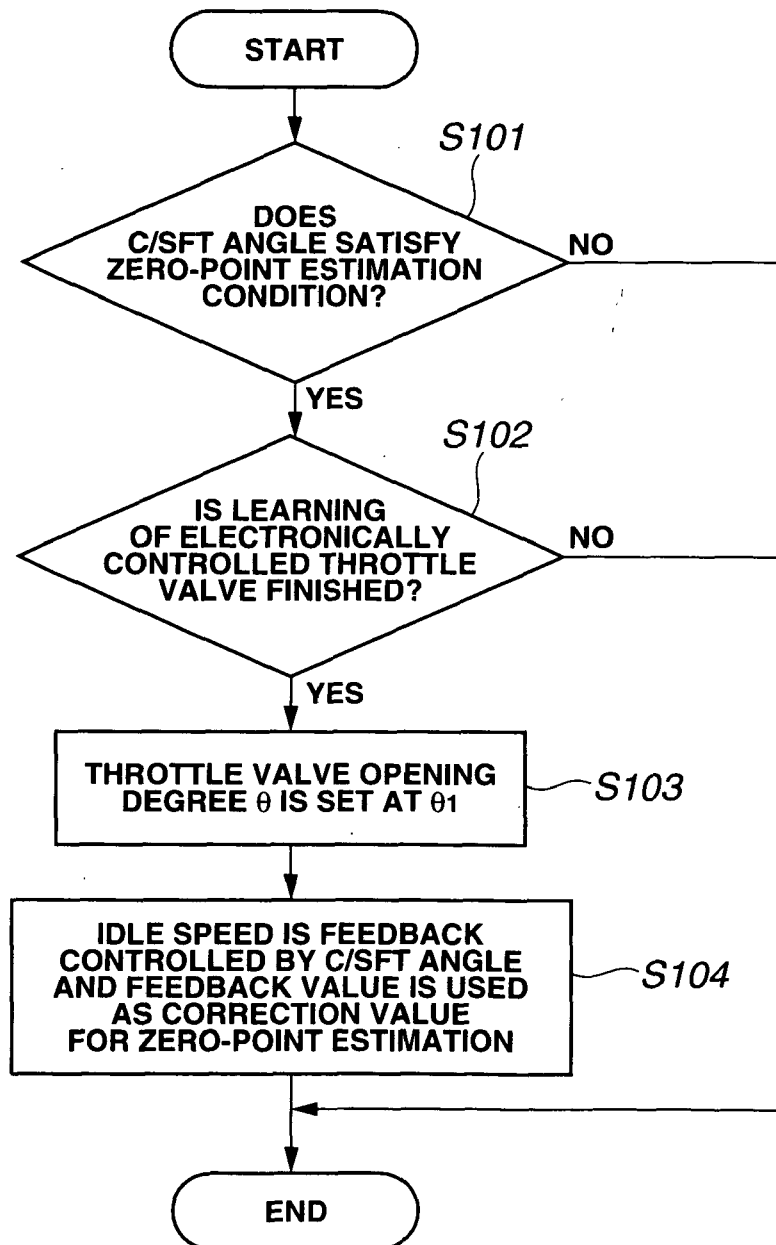 START
S101
DOES
C/SFT ANGLE SATISFY
ZERO-POINT ESTIMATION
CONDITION?
NO
YES
S102
IS LEARNING
OF ELECTRONICALLY
CONTROLLED THROTTLE
VALVE FINISHED?
NO
YES
THROTTLE VALVE OPENING
DEGREE θ IS SET AT θ1
S103
IDLE SPEED IS FEEDBACK
CONTROLLED BY C/SFT ANGLE
AND FEEDBACK VALUE IS USED
AS CORRECTION VALUE
FOR ZERO-POINT ESTIMATION
S104
END